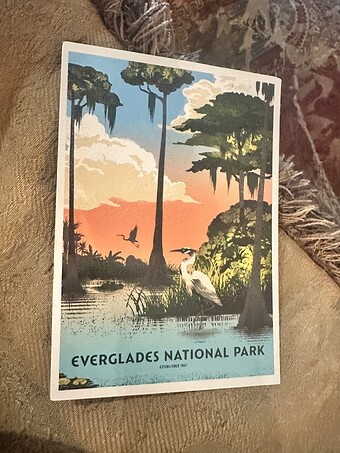 EVERGLADES NATIONAL PARK
ESTABLISHED 1947